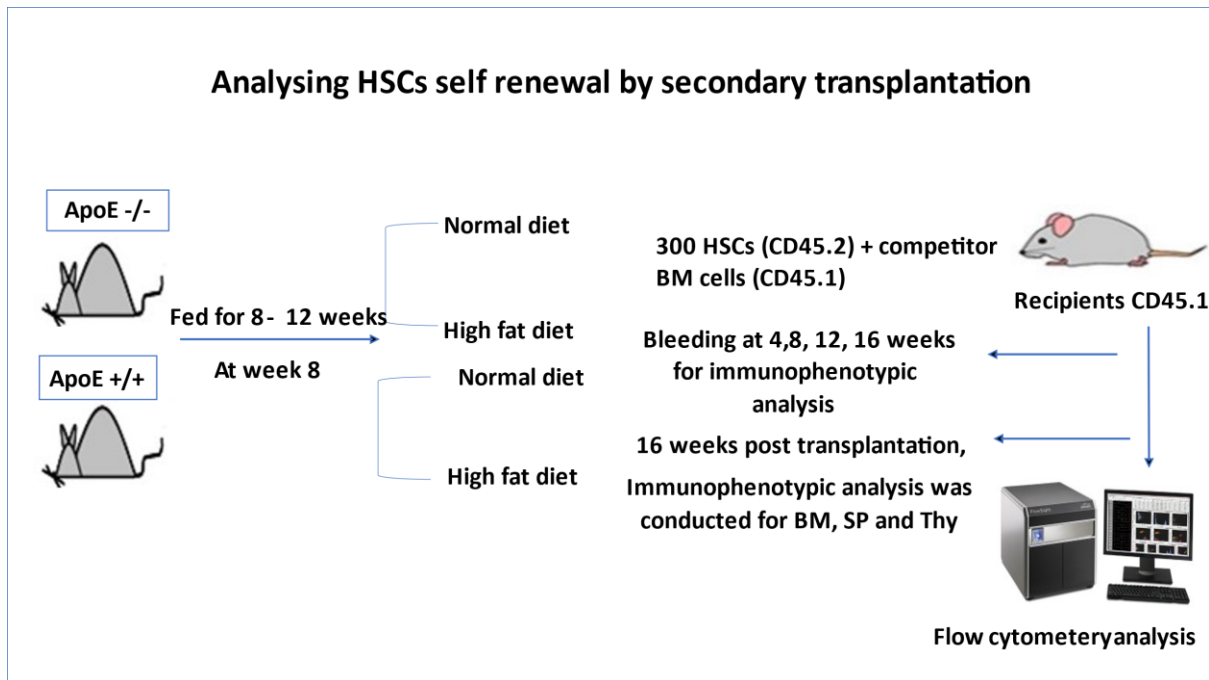 Analysing HSCs self renewal by secondary transplantation
ApoE -/-
Fed for 8- 12 weeks
At week 8
ApoE +/+
Normal diet
High fat diet
Normal diet
High fat diet
300 HSCs (CD45.2) + competitor
BM cells (CD45.1)
Recipients CD45.1
Bleeding at 4,8, 12, 16 weeks
for immunophenotypic
analysis
16 weeks post transplantation,
Immunophenotypic analysis was
conducted for BM, SP and Thy
Flow cytometeryanalysis